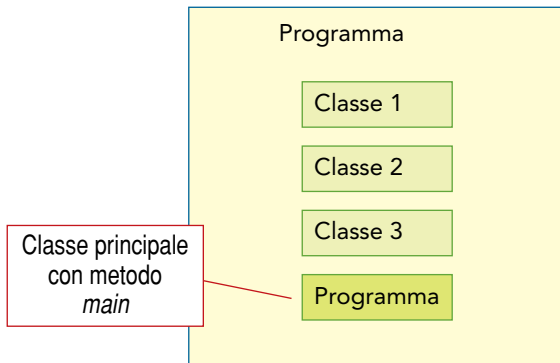 Programma
Classe 1
Classe 2
Classe 3
Programma
Classe principale
con metodo
main